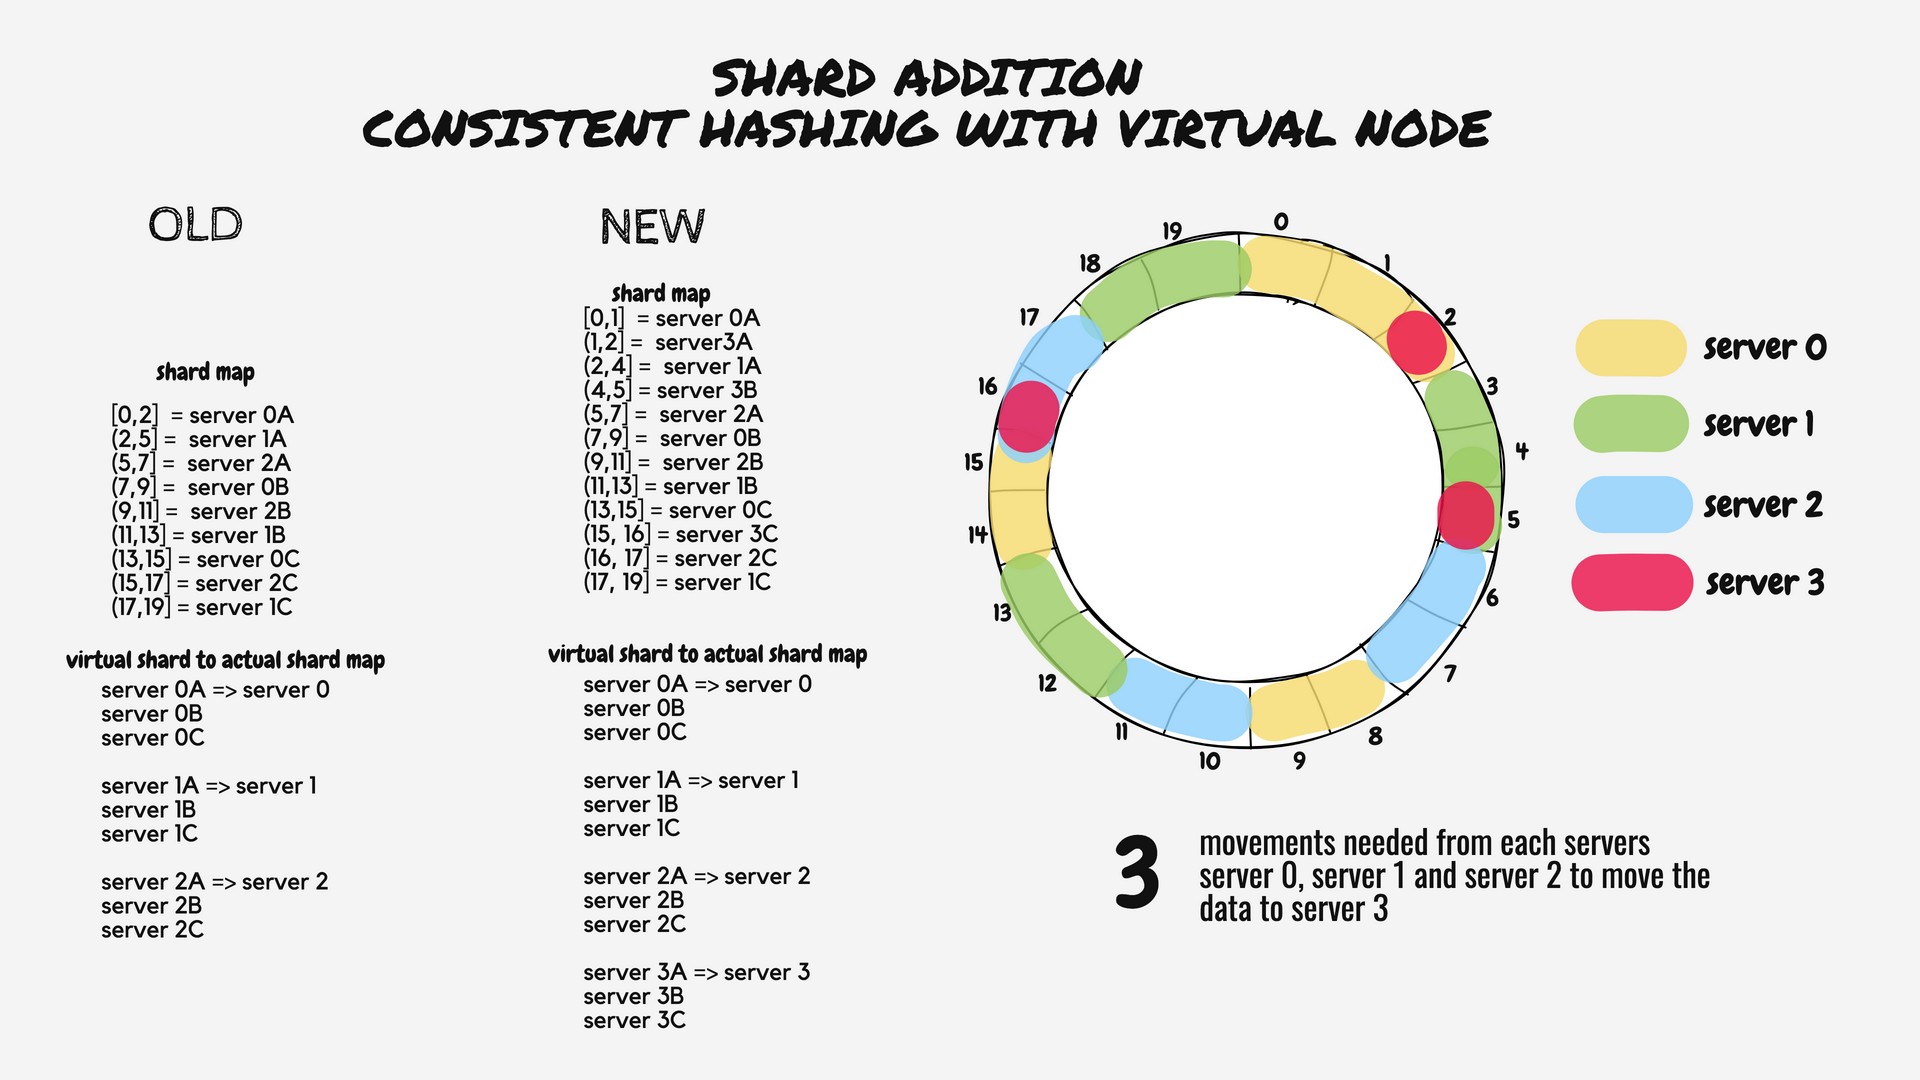 SHARD ADDITION
CONSISTENT HASHING WITH VIRTUAL NODE
OLD
shard map
[0,2] = server 0A
(2,5] = server 1A
(5,7] = server 2A
(7,9] = server 0B
(9,11] = server 2B
(11,13] = server 1B
(13,15] = server 0C
(15,17] = server 2C
(17,19] = server 1C
virtual shard to actual shard map
server 0A => server 0
server 0B
server 0C
server 1A => server 1
server 1B
server 1C
server 2A => server 2
server 2B
server 2C
NEW
shard map
[0,1] = server 0A
(1,2] = server3A
(2,4] = server 1A
(4,5] = server 3B
(5,7] = server 2A
(7,9] = server 0B
(9,11] = server 2B
(11,13] = server 1B
(13,15] = server 0C
(15, 16] = server 3C
(16, 17] = server 2C
(17, 19] = server 1C
virtual shard to actual shard map
server 0A => server 0
server 0B
server 0C
server 1A => server 1
server 1B
server 1C
server 2A => server 2
server 2B
server 2C
server 3A => server 3
server 3B
server 3C
0
1
2
3
4
5
6
7
8
9
10
11
12
13
14
15
16
17
18
19
server 0
server 1
server 2
server 3
3
movements needed from each servers
server 0, server 1 and server 2 to move the
data to server 3